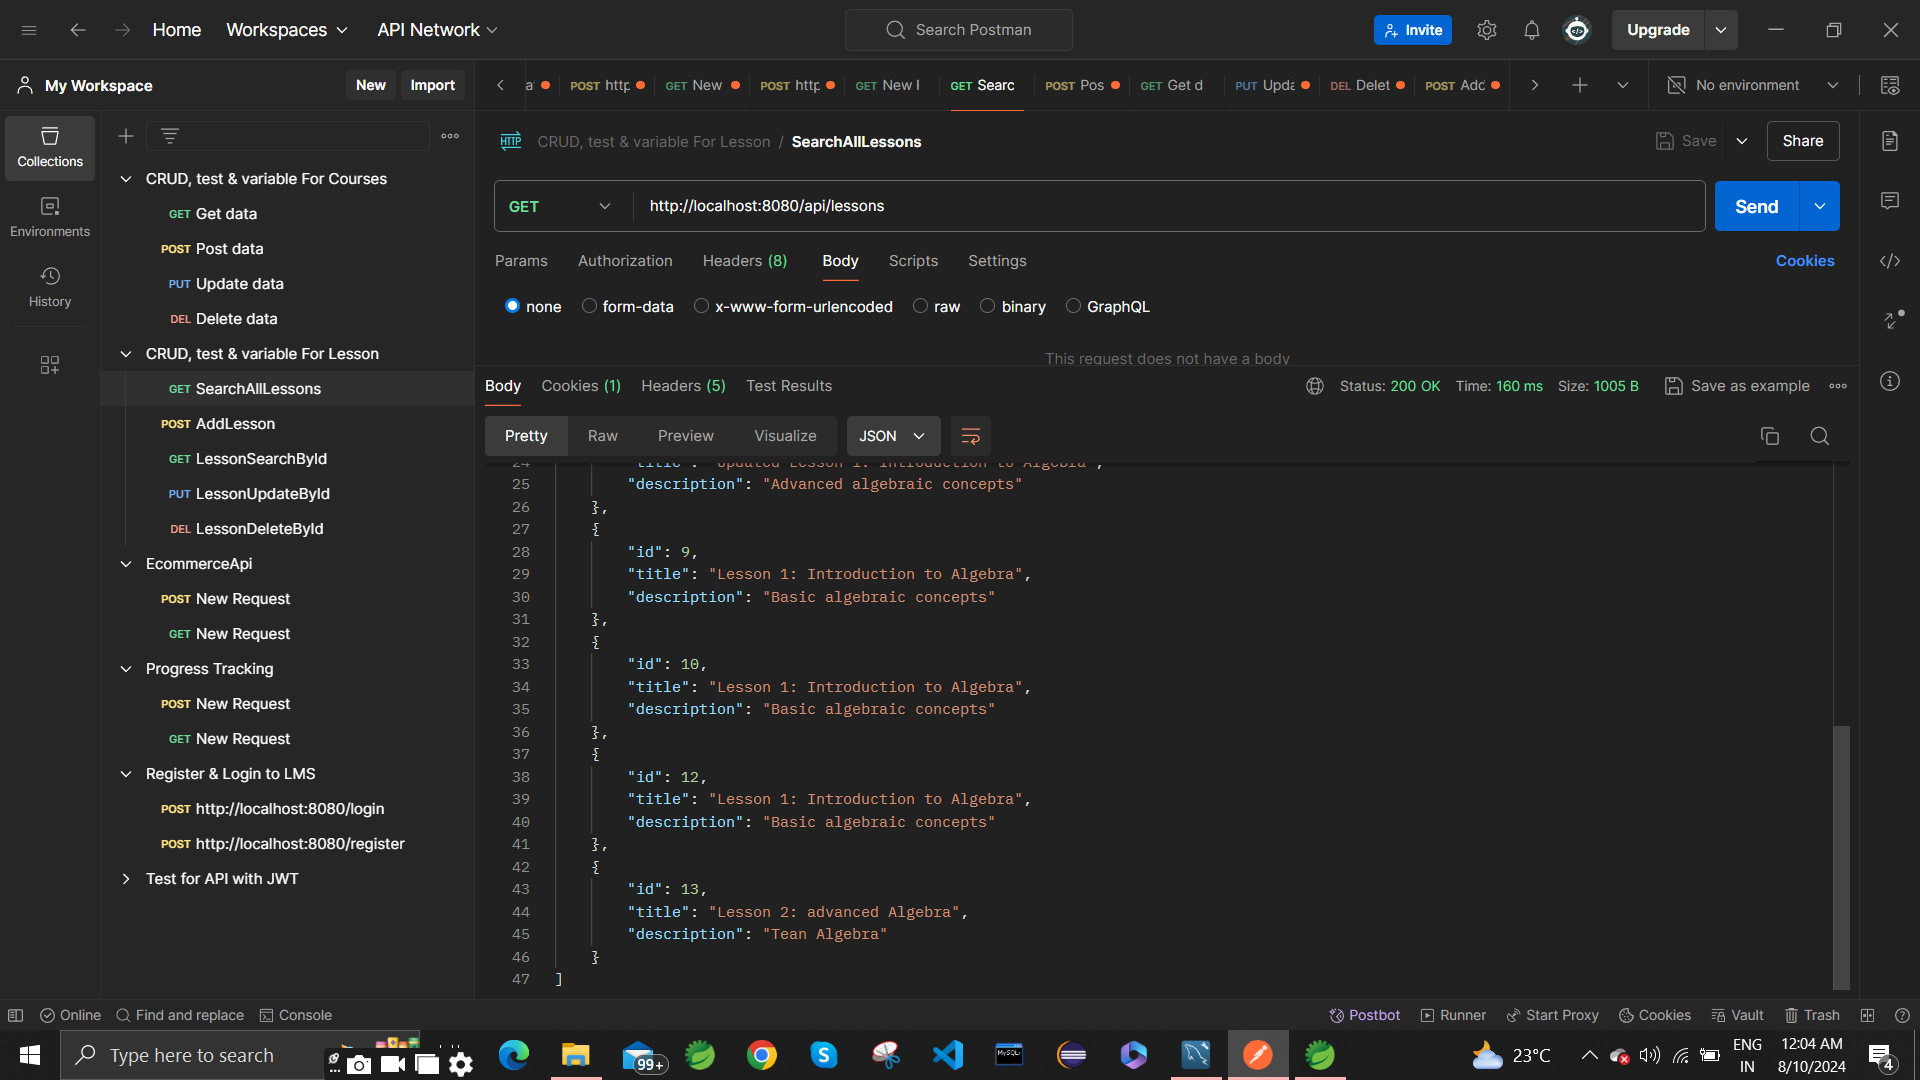 Home Workspaces API Network Search Postman Invite Upgrade
My Workspace New Import
POST http GET New POST http GET New GET Searc POST Pos GET Get d PUT Upda DEL Delet POST Add No environment
HTTP CRUD, test & variable For Lesson / SearchAllLessons Save Share
Collections
Environments
History
CRUD, test & variable For Courses
GET Get data
POST Post data
PUT Update data
DEL Delete data
CRUD, test & variable For Lesson
GET SearchAllLessons
POST AddLesson
GET LessonSearchById
PUT LessonUpdateById
DEL LessonDeleteById
EcommerceApi
POST New Request
GET New Request
Progress Tracking
POST New Request
GET New Request
Register & Login to LMS
POST http://localhost:8080/login
POST http://localhost:8080/register
Test for API with JWT
GET http://localhost:8080/api/lessons Send
Params Authorization Headers (8) Body Scripts Settings Cookies
none form-data x-www-form-urlencoded raw binary GraphQL
This request does not have a body
Body Cookies (1) Headers (5) Test Results Status: 200 OK Time: 160 ms Size: 1005 B Save as example
Pretty Raw Preview Visualize JSON
24 "title": "Updated Lesson 1: Introduction to Algebra",
25 "description": "Advanced algebraic concepts"
26 },
27 {
28 "id": 9,
29 "title": "Lesson 1: Introduction to Algebra",
30 "description": "Basic algebraic concepts"
31 },
32 {
33 "id": 10,
34 "title": "Lesson 1: Introduction to Algebra",
35 "description": "Basic algebraic concepts"
36 },
37 {
38 "id": 12,
39 "title": "Lesson 1: Introduction to Algebra",
40 "description": "Basic algebraic concepts"
41 },
42 {
43 "id": 13,
44 "title": "Lesson 2: advanced Algebra",
45 "description": "Tean Algebra"
46 }
47 ]
Online Find and replace Console Postbot Runner Start Proxy Cookies Vault Trash
Type here to search 99+ MySQL 23°C ENG 12:04 AM
IN 8/10/2024 4